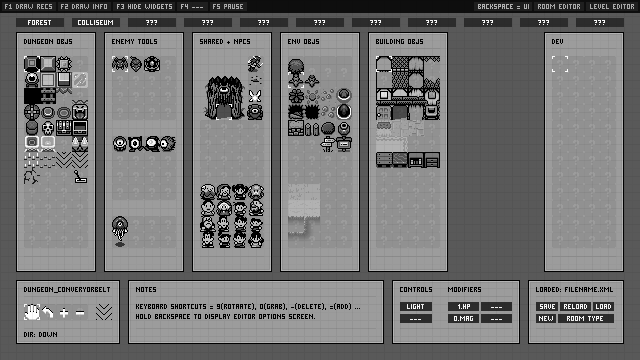 F1 DRAW RECS F2 DRAW INFO F3 HIDE WIDGETS F4 --- F5 PAUSE BACKSPACE = UI ROOM EDITOR LEVEL EDITOR
FOREST COLLISEUM ??? ??? ??? ??? ??? ??? ??? ???
DUNGEON OBJS ENEMY TOOLS SHARED + NPCS ENV OBJS BUILDING OBJS DEV
DUNGEON_CONVERYORBELT NOTES CONTROLS MODIFIERS LOADED: FILENAME.XML
KEYBOARD SHORTCUTS = 9(ROTATE), 0(GRAB), -(DELETE), =(ADD) ...
HOLD BACKSPACE TO DISPLAY EDITOR OPTIONS SCREEN.
LIGHT 1.HP --- SAVE RELOAD LOAD
--- 0.MAG --- NEW ROOM TYPE
DIR: DOWN